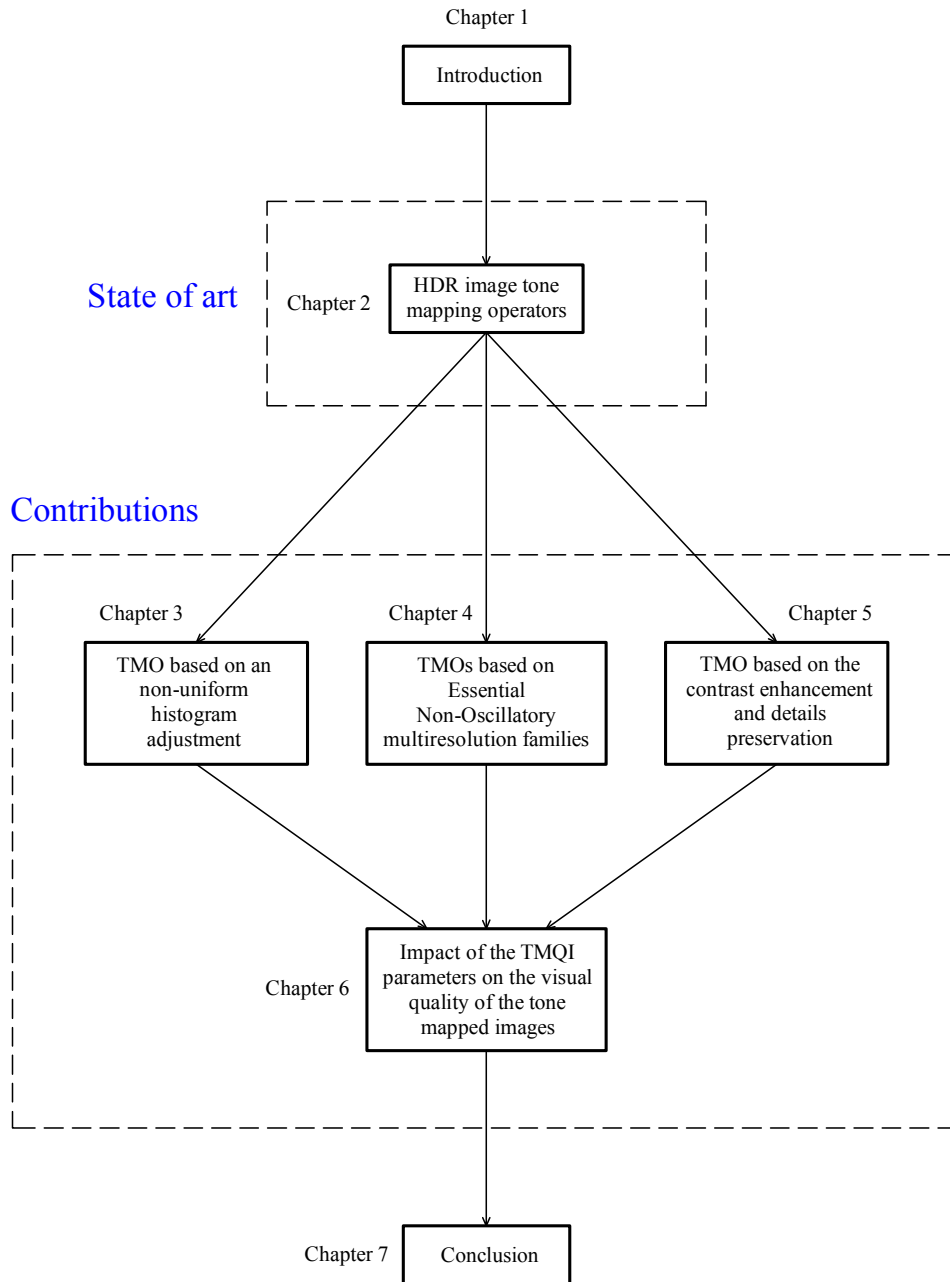 Chapter 1
Introduction
State of art
Chapter 2
HDR image tone
mapping operators
Contributions
Chapter 3
TMO based on an
non-uniform
histogram
adjustment
Chapter 4
TMOs based on
Essential
Non-Oscillatory
multiresolution families
Chapter 5
TMO based on the
contrast enhancement
and details
preservation
Chapter 6
Impact of the TMQI
parameters on the visual
quality of the tone
mapped images
Chapter 7
Conclusion